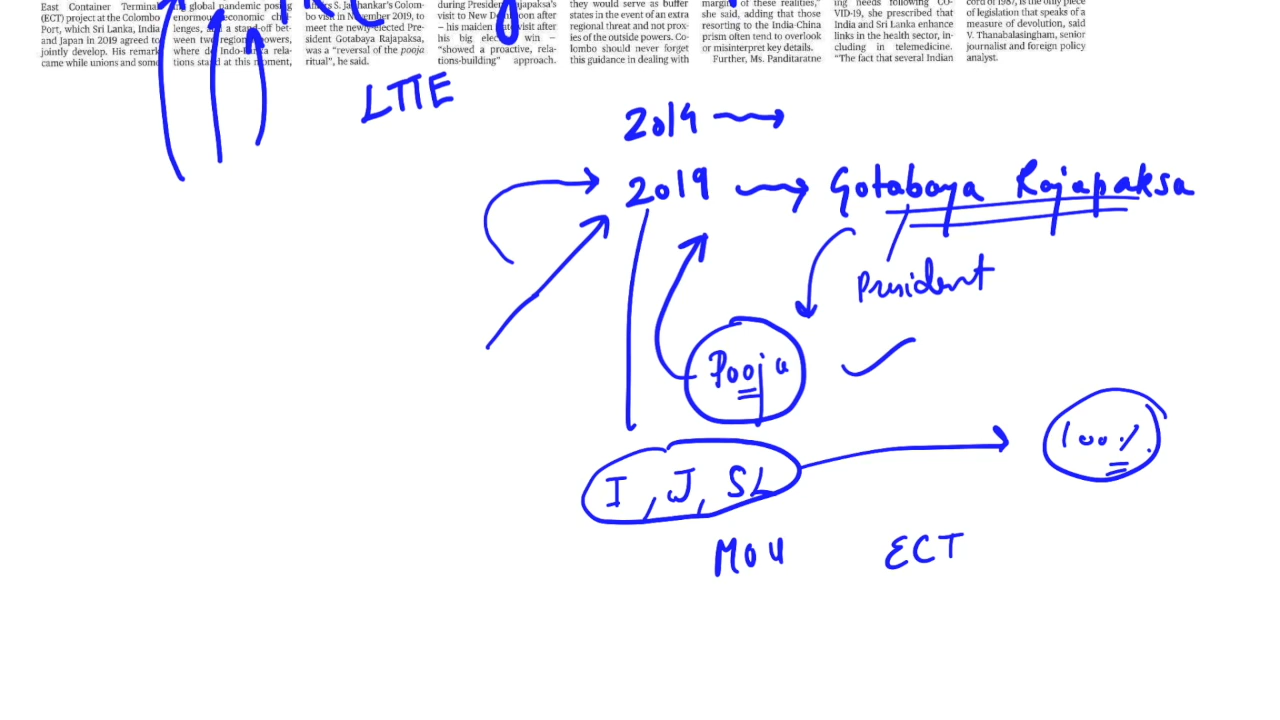 East Container Terminal
(ECT) project at the Colombo
Port, which Sri Lanka, India
and Japan in 2019 agreed to
jointly develop. His remark
came while unions and some
global pandemic posing
enormous economic
lenges, a stand-off bet-
ween two region powers,
where do rela-
tions stand at this moment,
S. Jaishankar's Colom-
bo visit in November 2019, to
meet the newly-elected Pre-
sident Gotabaya Rajapaksa,
was a “reversal of the pooja
ritual”, he said.
during President Rajapaksa's
visit to New Delhi soon after
– his maiden state visit after
his big election win –
“showed a proactive, rela-
tions-building” approach.
they would serve as buffer
states in the event of an extra
regional threat and not prox-
ies of the outside powers. Co-
lombo should never forget
this guidance in dealing with
margin of these realities,”
she said, adding that those
resorting to the India-China
prism often tend to overlook
or misinterpret key details.
Further, Ms. Panditaratne
ing needs following CO-
VID-19, she prescribed that
India and Sri Lanka enhance
links in the health sector, in-
cluding in telemedicine.
“The fact that several Indian
cord of 1987, is the only piece
of legislation that speaks of a
measure of devolution, said
V. Thanabalasingham, senior
journalist and foreign policy
analyst.
LTTE
2019
2019 Gotabaya Rajapaksa
President
Pooja
100%
I, J, SL
MOU ECT